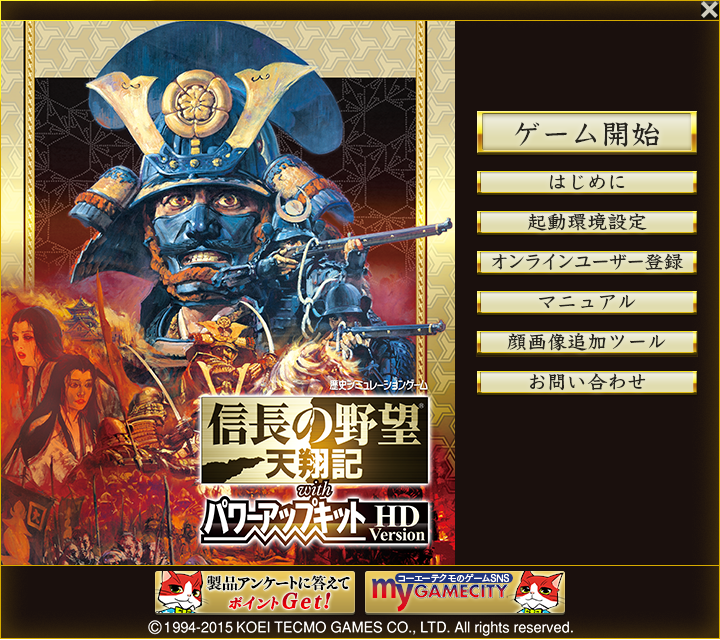 ゲーム開始
はじめに
起動環境設定
オンラインユーザー登録
マニュアル
顔画像追加ツール
お問い合わせ
歴史シミュレーションゲーム
信長の野望®
天翔記
with
パワーアップキット HD Version
製品アンケートに答えて
ポイントGet!
コーエーテクモのゲームSNS
my GAMECITY
©1994-2015 KOEI TECMO GAMES CO., LTD. All rights reserved.